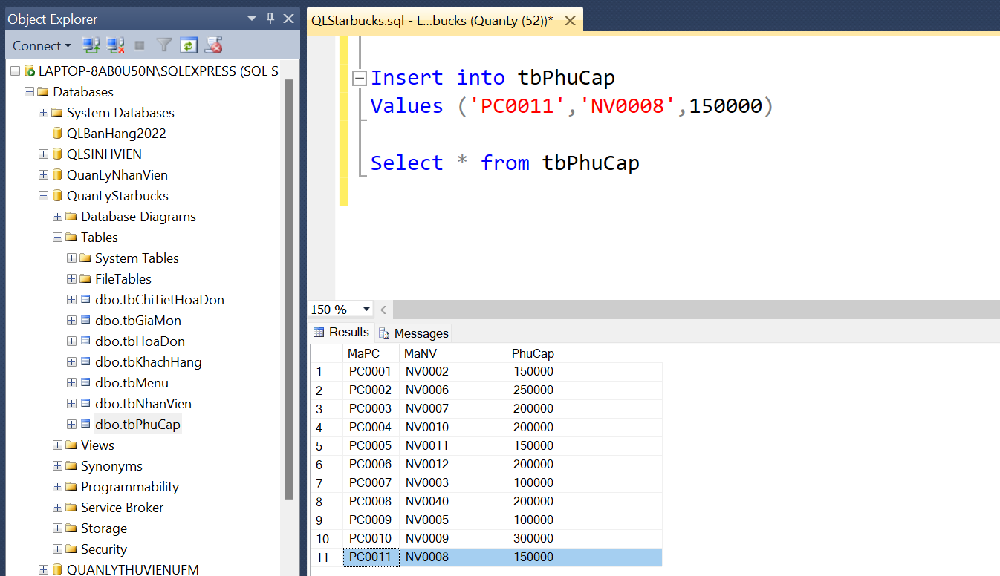 Object Explorer
Connect
LAPTOP-8AB0U50N\SQLEXPRESS (SQL S
Databases
System Databases
QLBanHang2022
QLSINHVIEN
QuanLyNhanVien
QuanLyStarbucks
Database Diagrams
Tables
System Tables
FileTables
dbo.tbChiTietHoaDon
dbo.tbGiaMon
dbo.tbHoaDon
dbo.tbKhachHang
dbo.tbMenu
dbo.tbNhanVien
dbo.tbPhuCap
Views
Synonyms
Programmability
Service Broker
Storage
Security
QUANLYTHUVIENUFM
QLStarbucks.sql - L...bucks (QuanLy (52))*
Insert into tbPhuCap
Values ('PC0011','NV0008',150000)
Select * from tbPhuCap
150 %
Results Messages
MaPC MaNV PhuCap
1 PC0001 NV0002 150000
2 PC0002 NV0006 250000
3 PC0003 NV0007 200000
4 PC0004 NV0010 200000
5 PC0005 NV0011 150000
6 PC0006 NV0012 200000
7 PC0007 NV0003 100000
8 PC0008 NV0040 200000
9 PC0009 NV0005 100000
10 PC0010 NV0009 300000
11 PC0011 NV0008 150000